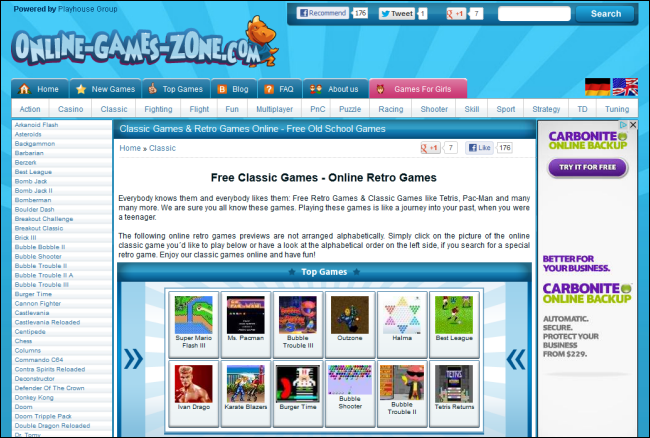 Powered by Playhouse Group
Recommend 176
Tweet 1
+1 7
Search
ONLINE-GAMES-ZONE.COM
Home
New Games
Top Games
Blog
FAQ
About us
Games For Girls
Action
Casino
Classic
Fighting
Flight
Fun
Multiplayer
PnC
Puzzle
Racing
Shooter
Skill
Sport
Strategy
TD
Tuning
Arkanoid Flash
Asteroids
Backgammon
Barbarian
Berzerk
Best League
Bomb Jack
Bomb Jack II
Bomberman
Boulder Dash
Breakout Challenge
Breakout Classic
Brick III
Bubble Bobble II
Bubble Shooter
Bubble Trouble II
Bubble Trouble II A
Bubble Trouble III
Burger Time
Cannon Fighter
Castlevania
Castlevania Reloaded
Centipede
Chess
Columns
Commando C64
Contra Spirits Reloaded
Deconstructor
Defender Of The Crown
Donkey Kong
Doom
Doom Tripple Pack
Double Dragon Reloaded
Dr. Tomy
Classic Games & Retro Games Online - Free Old School Games
Home » Classic
+1 7
Like 176
Free Classic Games - Online Retro Games
Everybody knows them and everybody likes them: Free Retro Games & Classic Games like Tetris, Pac-Man and many
many more. We are sure you all know these games. Playing these games is like a journey into your past, when you
were a teenager.
The following online retro games previews are not arranged alphabetically. Simply click on the picture of the online
classic game you`d like to play below or have a look at the alphabetical order on the left side, if you search for a special
retro game. Enjoy our classic games online and have fun!
Top Games
Super Mario
Flash III
Ms. Pacman
Bubble
Trouble III
Outzone
Halma
Best League
Ivan Drago
Karate Blazers
Burger Time
Bubble
Shooter
Bubble
Trouble II
Tetris Returns
CARBONITE
ONLINE BACKUP
TRY IT FOR FREE
BETTER FOR
YOUR BUSINESS.
CARBONITE
ONLINE BACKUP
AUTOMATIC.
SECURE.
PROTECT YOUR
BUSINESS
FROM $229.